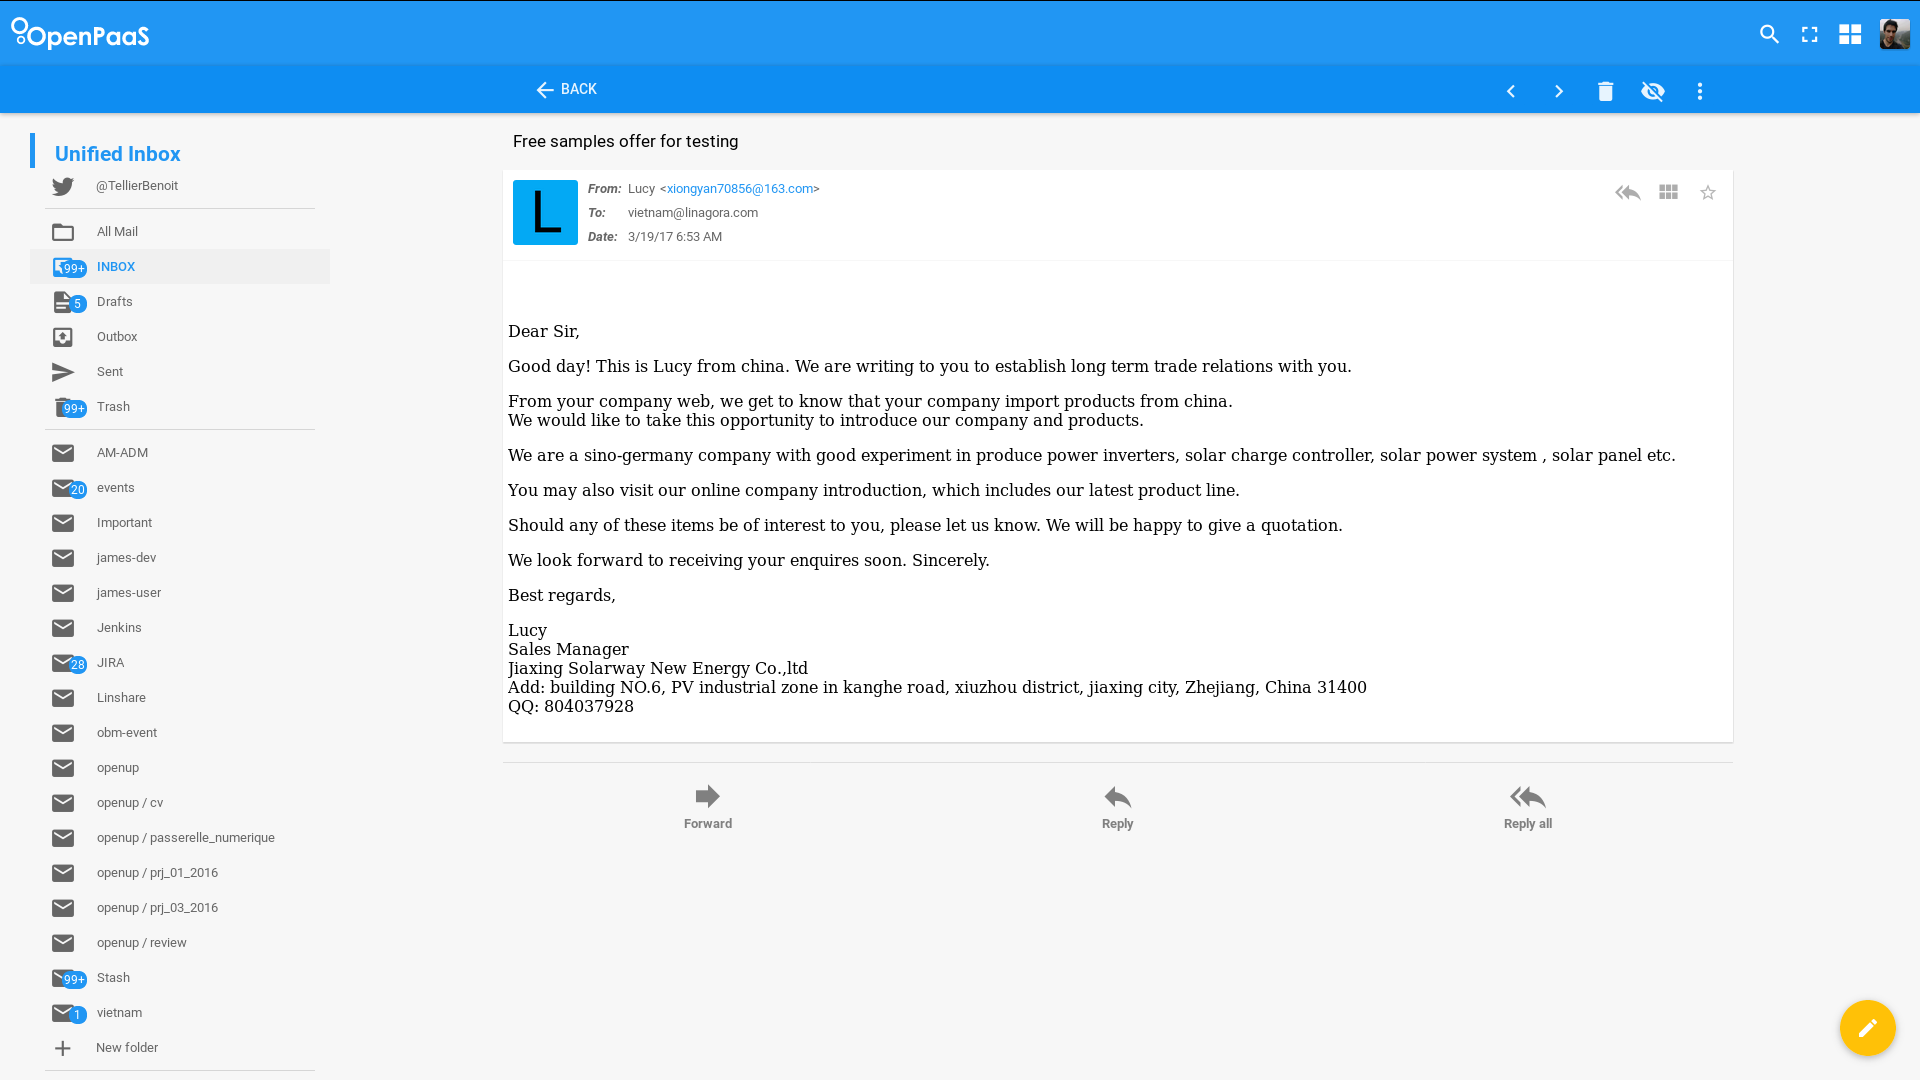 OpenPaaS
BACK
Unified Inbox
@TellierBenoit
All Mail
99+ INBOX
5 Drafts
Outbox
Sent
99+ Trash
AM-ADM
20 events
Important
james-dev
james-user
Jenkins
28 JIRA
Linshare
obm-event
openup
openup / cv
openup / passerelle_numerique
openup / prj_01_2016
openup / prj_03_2016
openup / review
99+ Stash
1 vietnam
New folder
Free samples offer for testing
L
From: Lucy <xiongyan70856@163.com>
To: vietnam@linagora.com
Date: 3/19/17 6:53 AM
Dear Sir,
Good day! This is Lucy from china. We are writing to you to establish long term trade relations with you.
From your company web, we get to know that your company import products from china.
We would like to take this opportunity to introduce our company and products.
We are a sino-germany company with good experiment in produce power inverters, solar charge controller, solar power system , solar panel etc.
You may also visit our online company introduction, which includes our latest product line.
Should any of these items be of interest to you, please let us know. We will be happy to give a quotation.
We look forward to receiving your enquires soon. Sincerely.
Best regards,
Lucy
Sales Manager
Jiaxing Solarway New Energy Co.,ltd
Add: building NO.6, PV industrial zone in kanghe road, xiuzhou district, jiaxing city, Zhejiang, China 31400
QQ: 804037928
Forward
Reply
Reply all